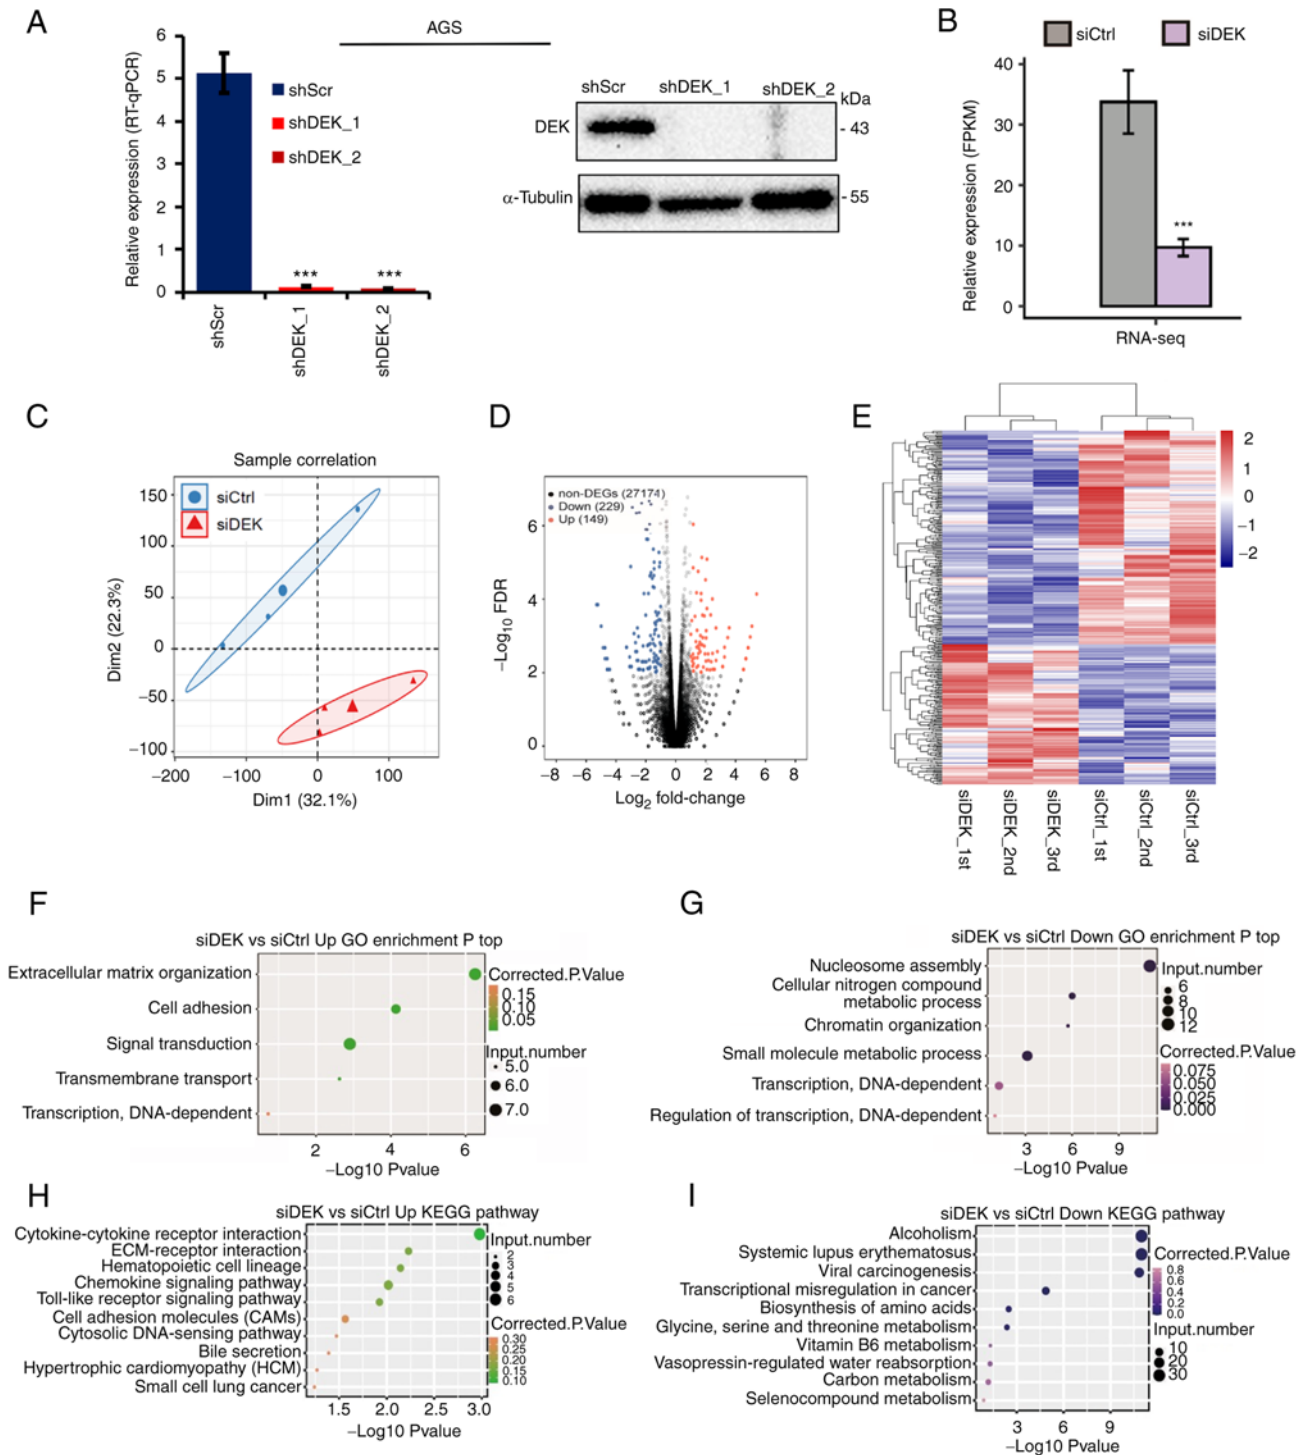 A
AGS
6
5
4
3
2
1
0
Relative expression (RT-qPCR)
shScr
shDEK_1
shDEK_2
***
***
shScr
shDEK_1
shDEK_2
shScr
shDEK_1
shDEK_2
kDa
DEK
- 43
α-Tubulin
- 55
B
siCtrl
siDEK
40
30
20
10
0
Relative expression (FPKM)
***
RNA-seq
C
Sample correlation
siCtrl
siDEK
150
100
50
0
−50
−100
Dim2 (22.3%)
−200
−100
0
100
Dim1 (32.1%)
D
non-DEGs (27174)
Down (229)
Up (149)
6
4
2
0
−Log10 FDR
−8
−6
−4
−2
0
2
4
6
8
Log2 fold-change
E
2
1
0
−1
−2
siDEK_1st
siDEK_2nd
siDEK_3rd
siCtrl_1st
siCtrl_2nd
siCtrl_3rd
F
siDEK vs siCtrl Up GO enrichment P top
Extracellular matrix organization
Cell adhesion
Signal transduction
Transmembrane transport
Transcription, DNA-dependent
2
4
6
−Log10 Pvalue
Corrected.P.Value
0.15
0.10
0.05
Input.number
5.0
6.0
7.0
G
siDEK vs siCtrl Down GO enrichment P top
Nucleosome assembly
Cellular nitrogen compound
metabolic process
Chromatin organization
Small molecule metabolic process
Transcription, DNA-dependent
Regulation of transcription, DNA-dependent
3
6
9
−Log10 Pvalue
Input.number
6
8
10
12
Corrected.P.Value
0.075
0.050
0.025
0.000
H
siDEK vs siCtrl Up KEGG pathway
Cytokine-cytokine receptor interaction
ECM-receptor interaction
Hematopoietic cell lineage
Chemokine signaling pathway
Toll-like receptor signaling pathway
Cell adhesion molecules (CAMs)
Cytosolic DNA-sensing pathway
Bile secretion
Hypertrophic cardiomyopathy (HCM)
Small cell lung cancer
1.5
2.0
2.5
3.0
−Log10 Pvalue
Input.number
2
3
4
5
6
Corrected.P.Value
0.30
0.25
0.20
0.15
0.10
I
siDEK vs siCtrl Down KEGG pathway
Alcoholism
Systemic lupus erythematosus
Viral carcinogenesis
Transcriptional misregulation in cancer
Biosynthesis of amino acids
Glycine, serine and threonine metabolism
Vitamin B6 metabolism
Vasopressin-regulated water reabsorption
Carbon metabolism
Selenocompound metabolism
3
6
9
−Log10 Pvalue
Corrected.P.Value
0.8
0.6
0.4
0.2
0.0
Input.number
10
20
30